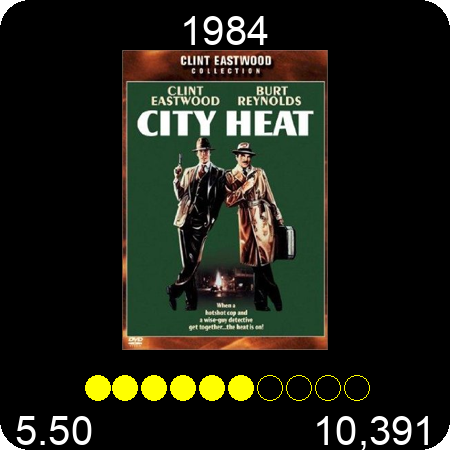 1984
CLINT EASTWOOD
COLLECTION
CLINT EASTWOOD
BURT REYNOLDS
CITY HEAT
When a
hotshot cop and
a wise-guy detective
get together...the heat is on!
DVD
5.50
10,391